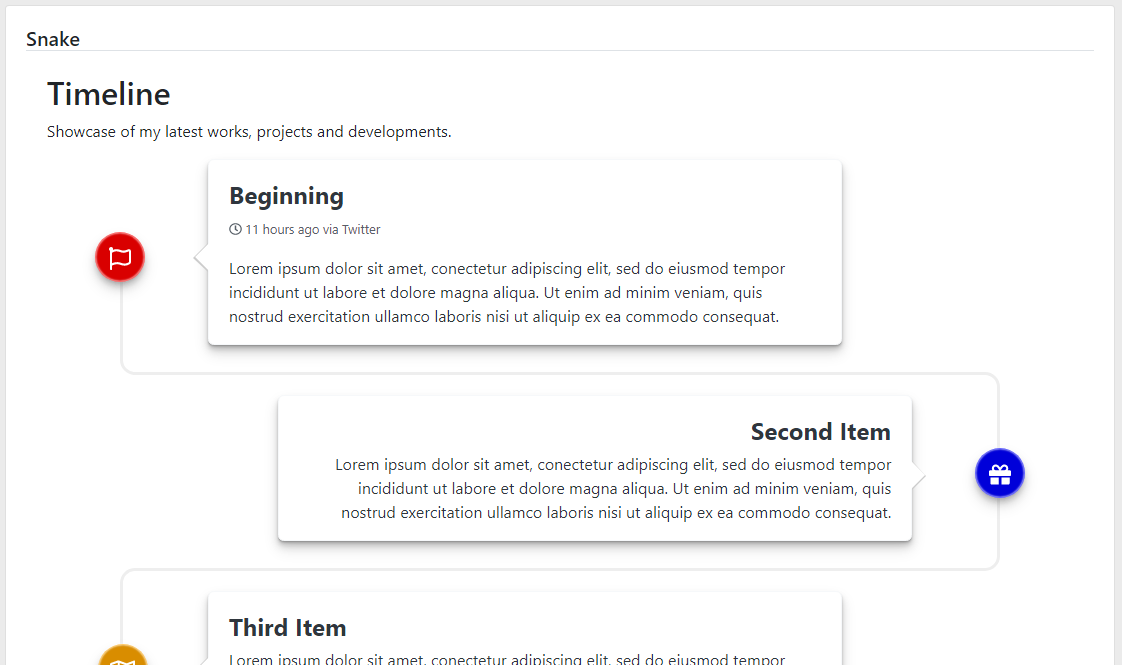 Snake
Timeline
Showcase of my latest works, projects and developments.
Beginning
11 hours ago via Twitter
Lorem ipsum dolor sit amet, conectetur adipiscing elit, sed do eiusmod tempor
incididunt ut labore et dolore magna aliqua. Ut enim ad minim veniam, quis
nostrud exercitation ullamco laboris nisi ut aliquip ex ea commodo consequat.
Second Item
Lorem ipsum dolor sit amet, conectetur adipiscing elit, sed do eiusmod tempor
incididunt ut labore et dolore magna aliqua. Ut enim ad minim veniam, quis
nostrud exercitation ullamco laboris nisi ut aliquip ex ea commodo consequat.
Third Item
Lorem ipsum dolor sit amet, conectetur adipiscing elit, sed do eiusmod tempor